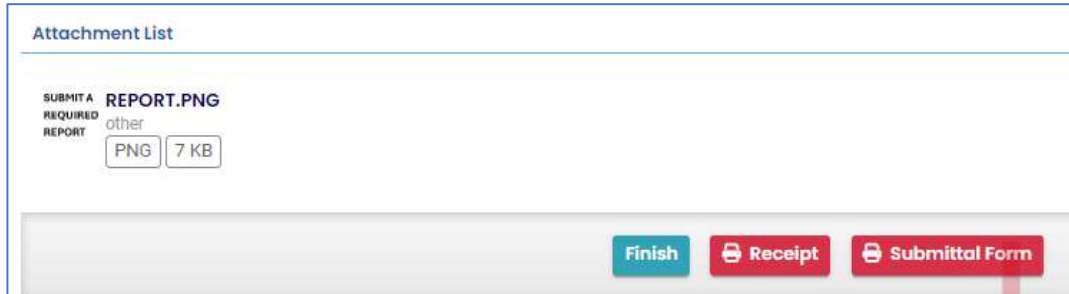 Attachment List
SUBMIT A
REQUIRED
REPORT
REPORT.PNG
other
PNG 7 KB
Finish Receipt Submittal Form